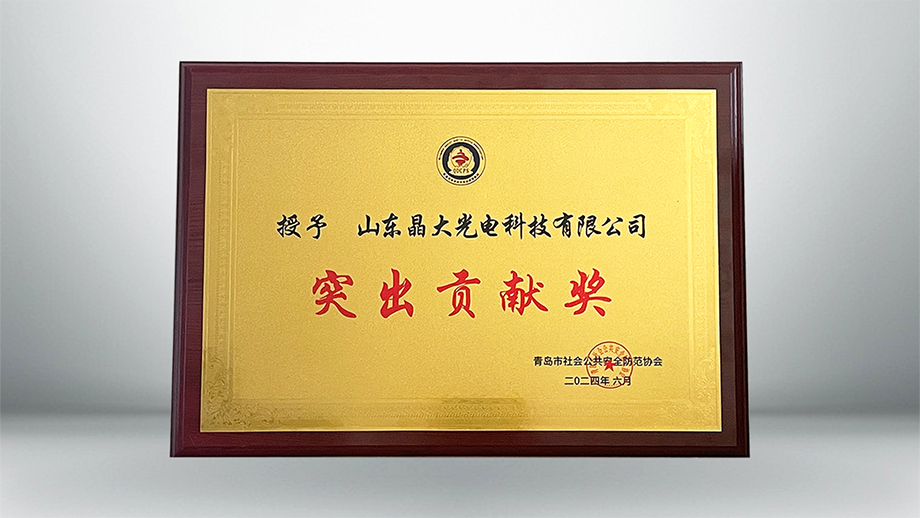 QDCPS
授予 山东晶大光电科技有限公司
突出贡献奖
青岛市社会公共安全防范协会
二〇二四年 六月